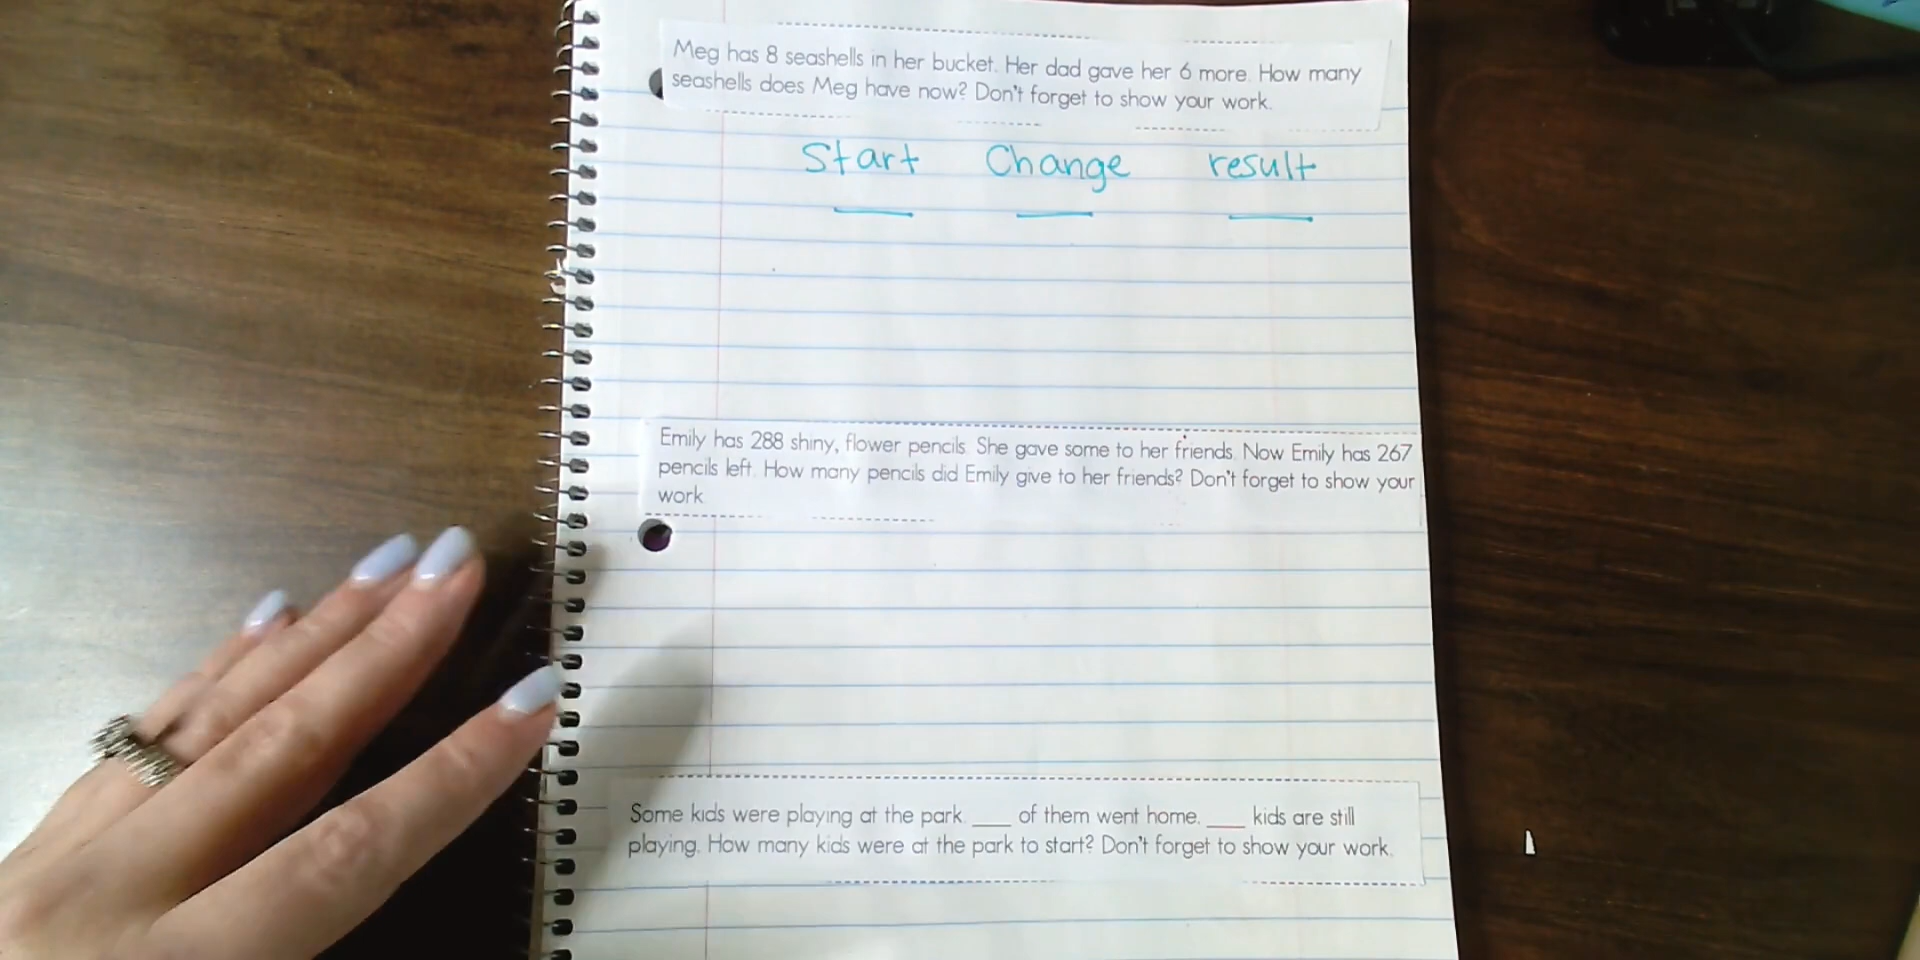 Meg has 8 seashells in her bucket. Her dad gave her 6 more. How many
seashells does Meg have now? Don't forget to show your work.
Start Change result
Emily has 288 shiny, flower pencils. She gave some to her friends. Now Emily has 267
pencils left. How many pencils did Emily give to her friends? Don't forget to show your
work.
Some kids were playing at the park. ___ of them went home. ___ kids are still
playing. How many kids were at the park to start? Don't forget to show your work.